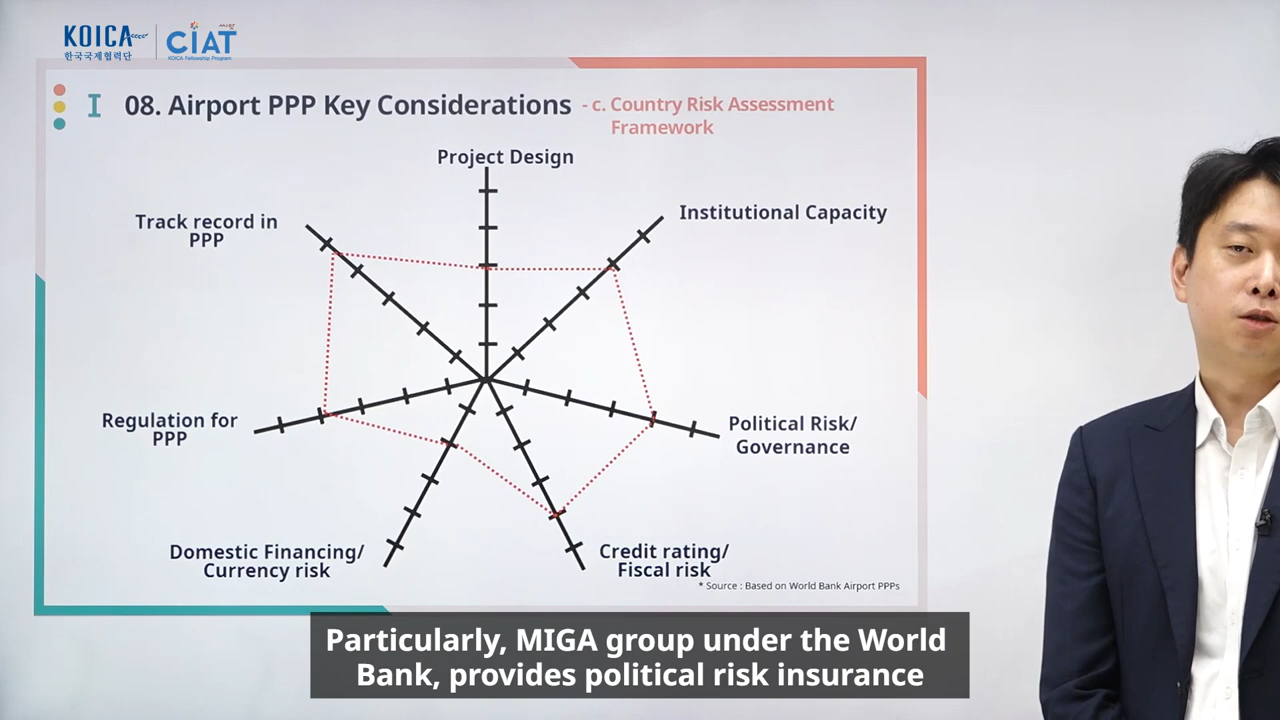 KOICA
한국국제협력단
CIAT
KOICA Fellowship Program
I 08. Airport PPP Key Considerations - c. Country Risk Assessment
Framework
Project Design
Track record in
PPP
Institutional Capacity
Regulation for
PPP
Political Risk/
Governance
Domestic Financing/
Currency risk
Credit rating/
Fiscal risk
* Source : Based on World Bank Airport PPPs
Particularly, MIGA group under the World
Bank, provides political risk insurance